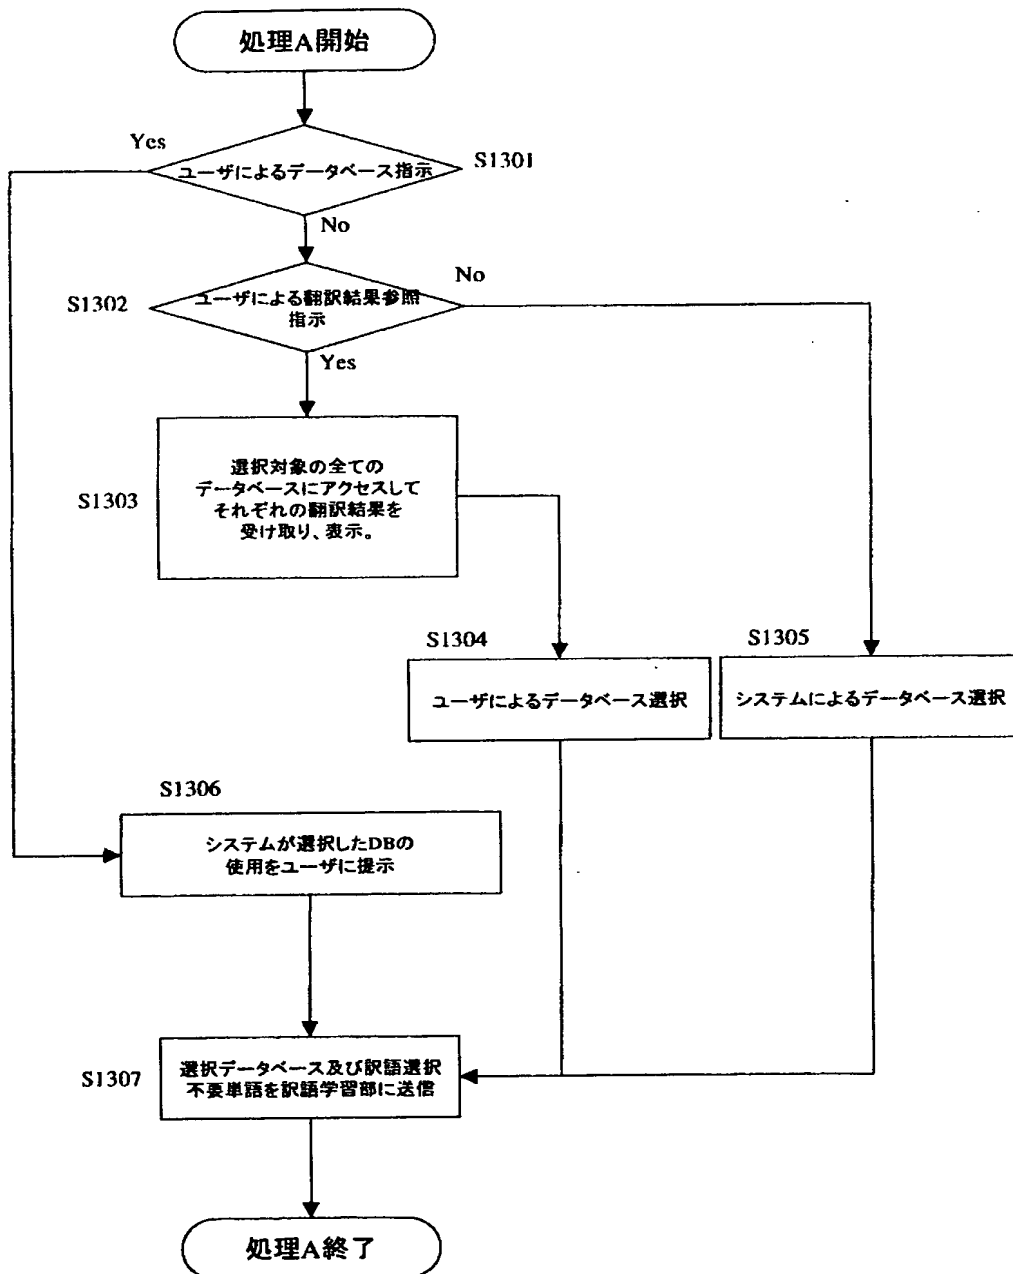 処理A開始
Yes
ユーザによるデータベース指示
S1301
No
No
S1302
ユーザによる翻訳結果参照
指示
Yes
選択対象の全ての
データベースにアクセスして
それぞれの翻訳結果を
受け取り、表示。
S1303
S1304
S1305
ユーザによるデータベース選択
システムによるデータベース選択
S1306
システムが選択したDBの
使用をユーザに提示
S1307
選択データベース及び訳語選択
不要単語を訳語学習部に送信
処理A終了